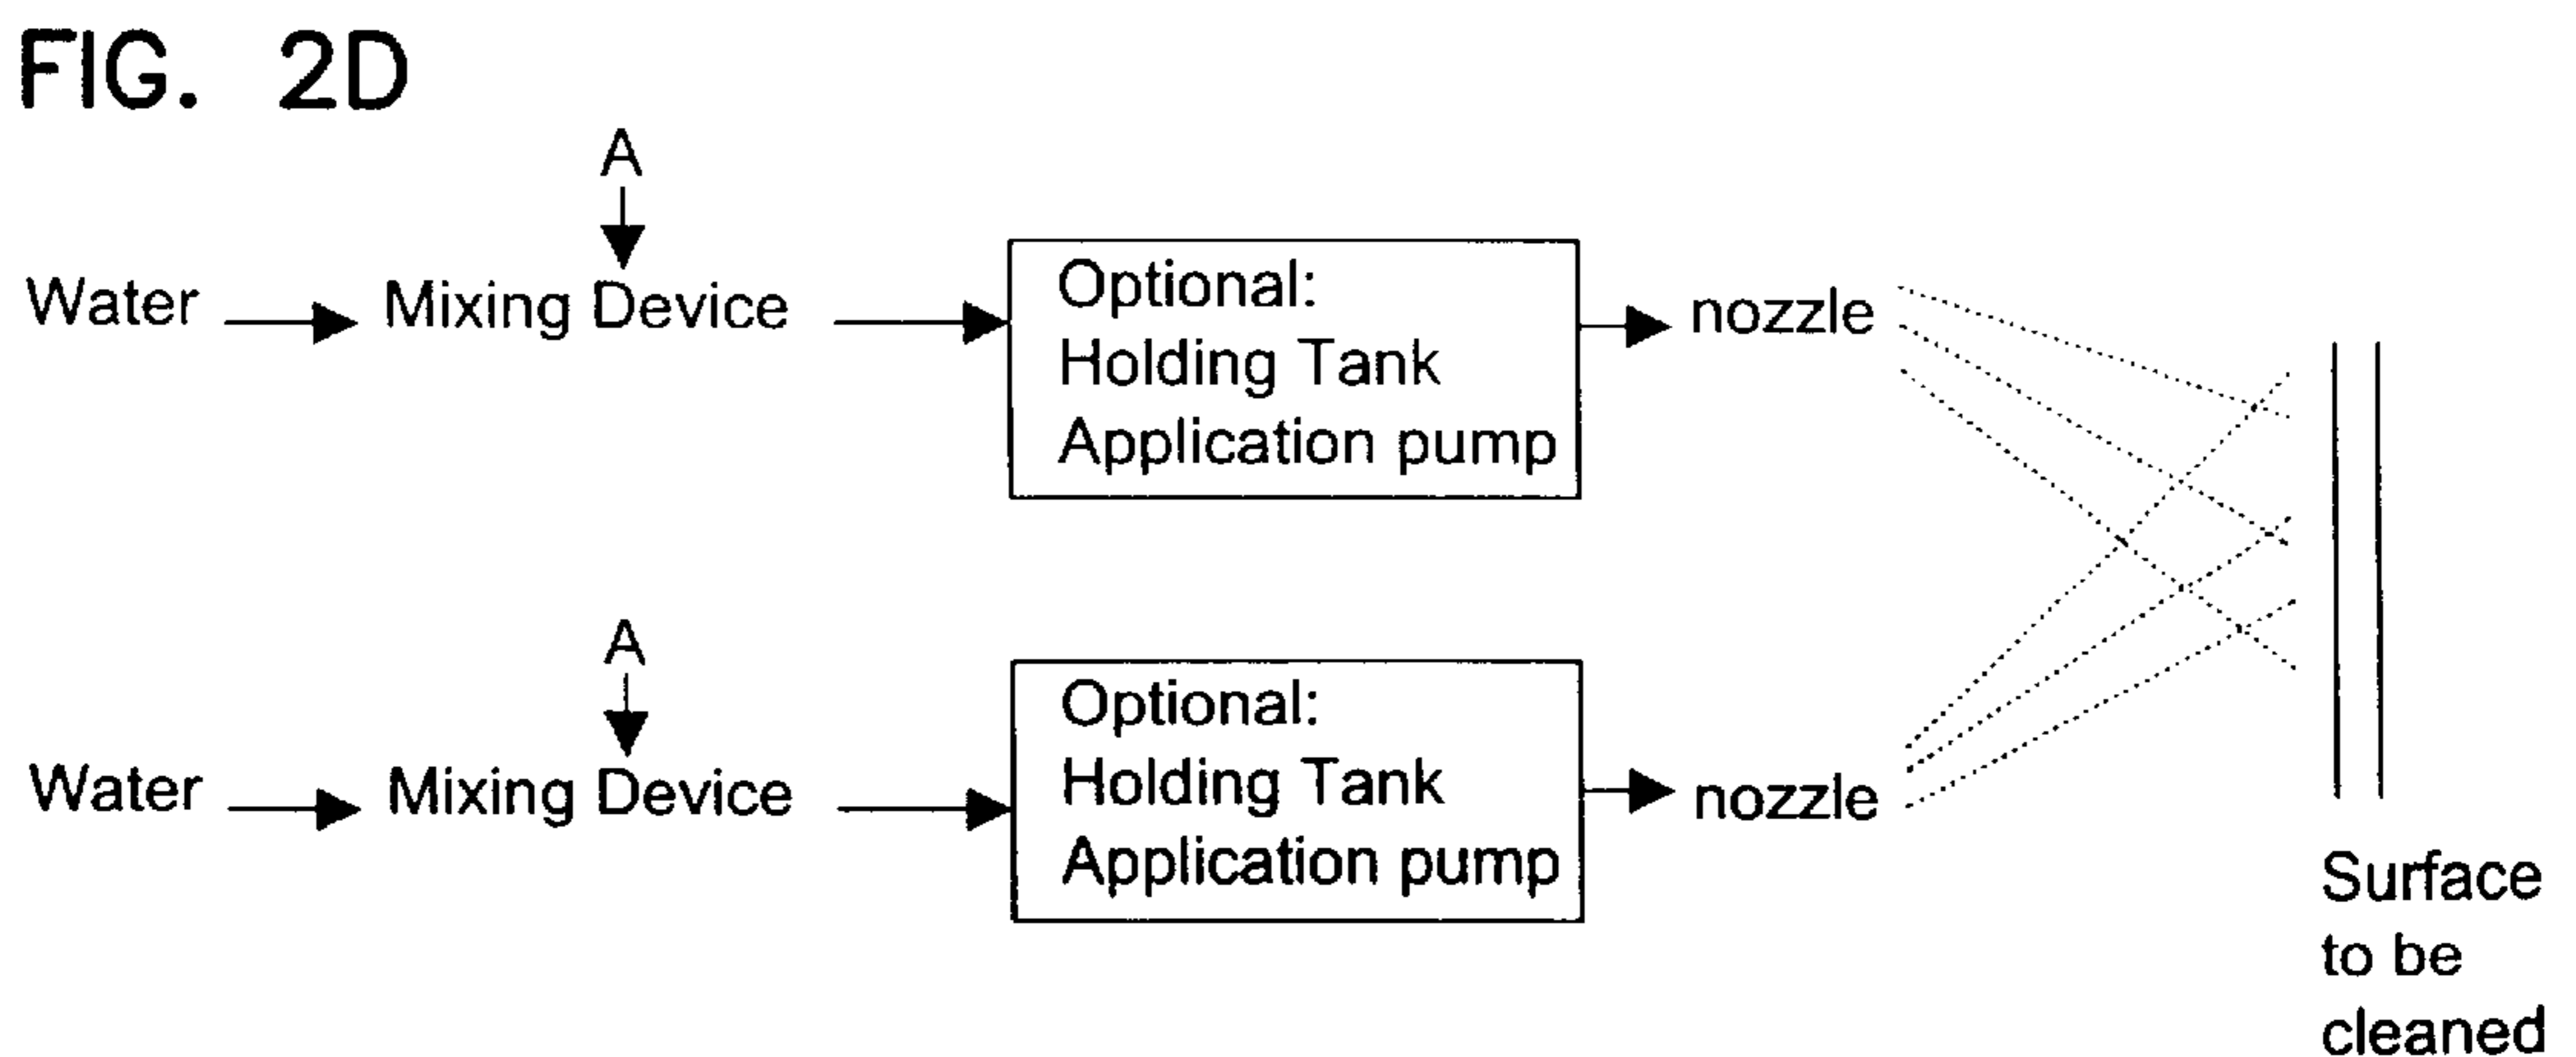 FIG. 2D
A
Water
Mixing Device
Optional:
Holding Tank
Application pump
nozzle
A
Water
Mixing Device
Optional:
Holding Tank
Application pump
nozzle
Surface
to be
cleaned